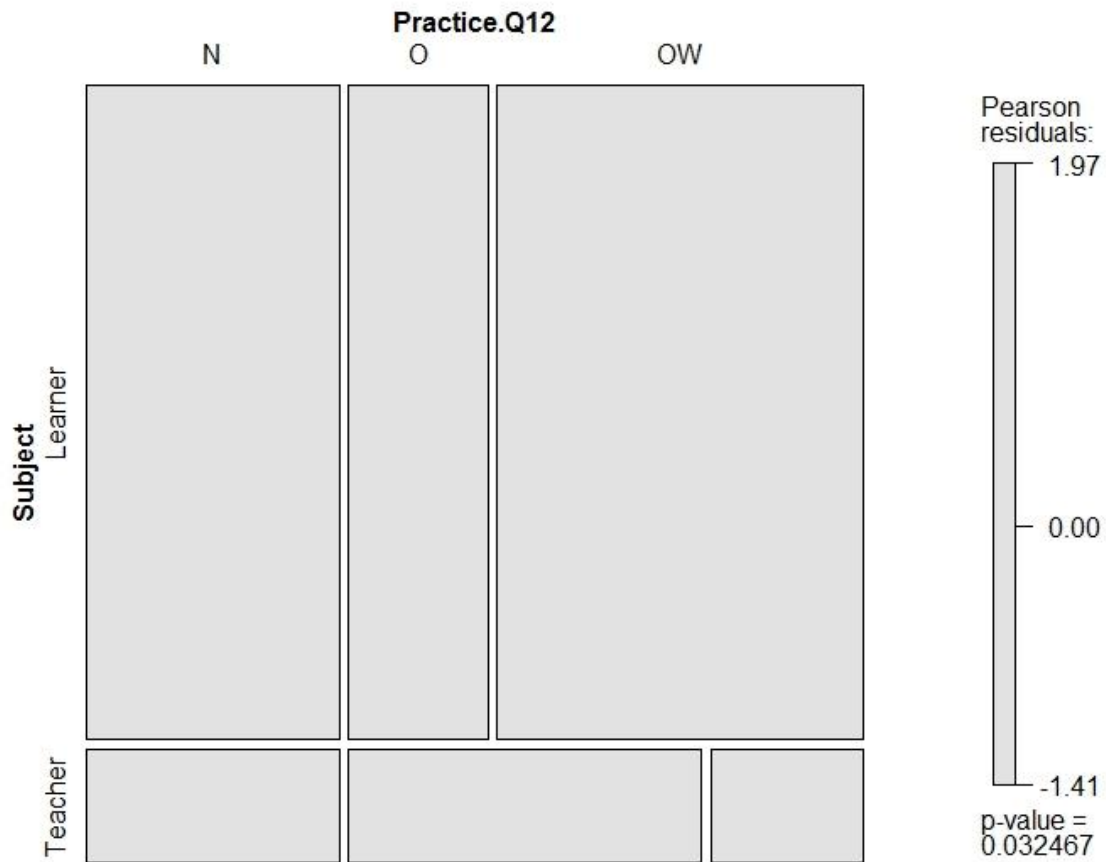 Practice.Q12
N O OW
Subject
Learner
Teacher
Pearson
residuals:
1.97
0.00
-1.41
p-value =
0.032467